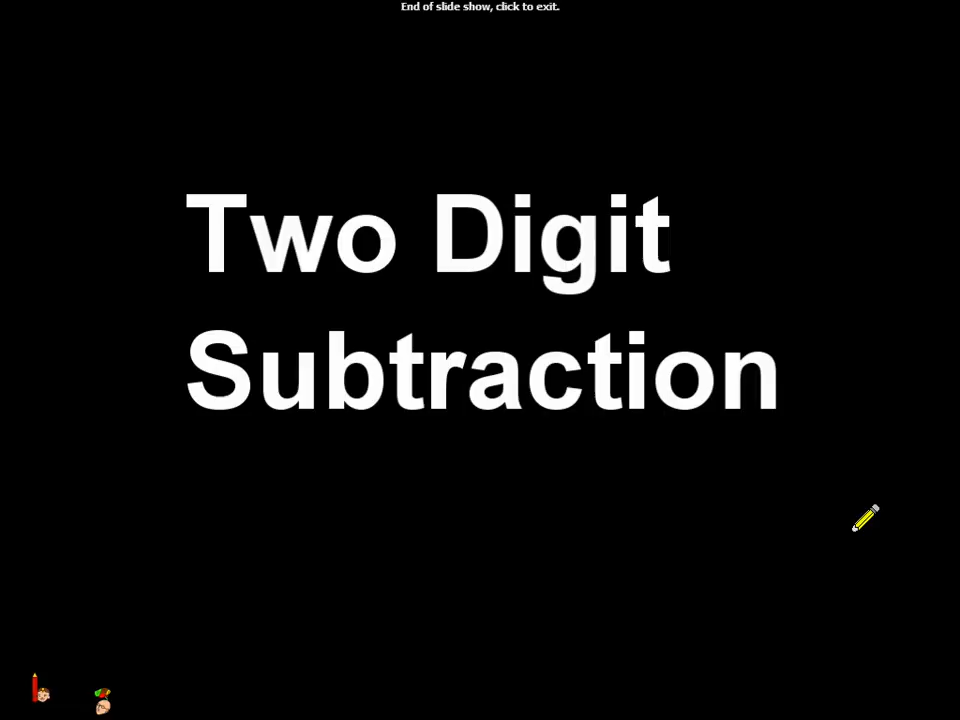 End of slide show, click to exit.
Two Digit
Subtraction